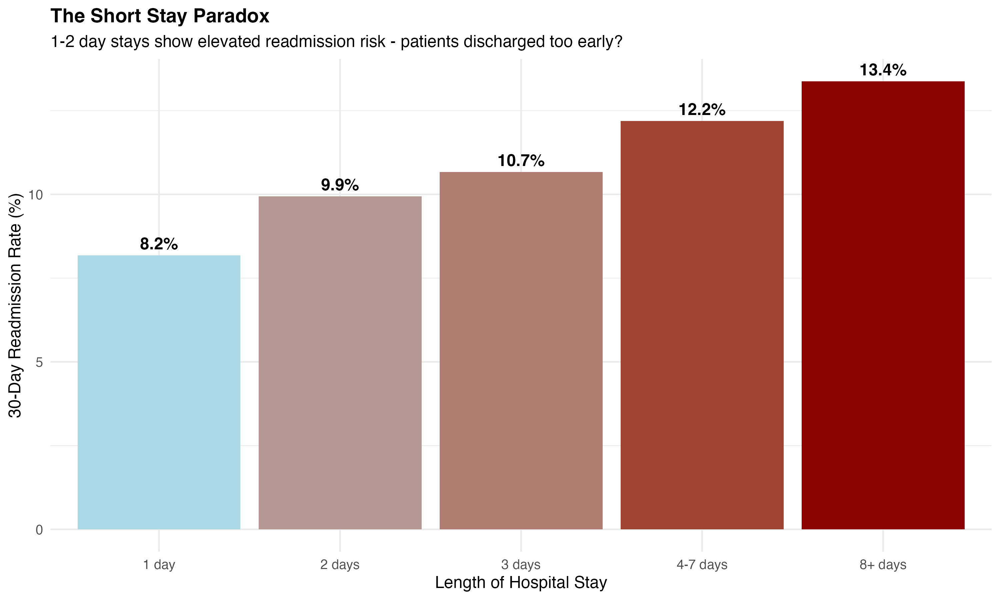 The Short Stay Paradox
1-2 day stays show elevated readmission risk - patients discharged too early?
30-Day Readmission Rate (%)
10
5
0
8.2%
9.9%
10.7%
12.2%
13.4%
1 day
2 days
3 days
4-7 days
8+ days
Length of Hospital Stay